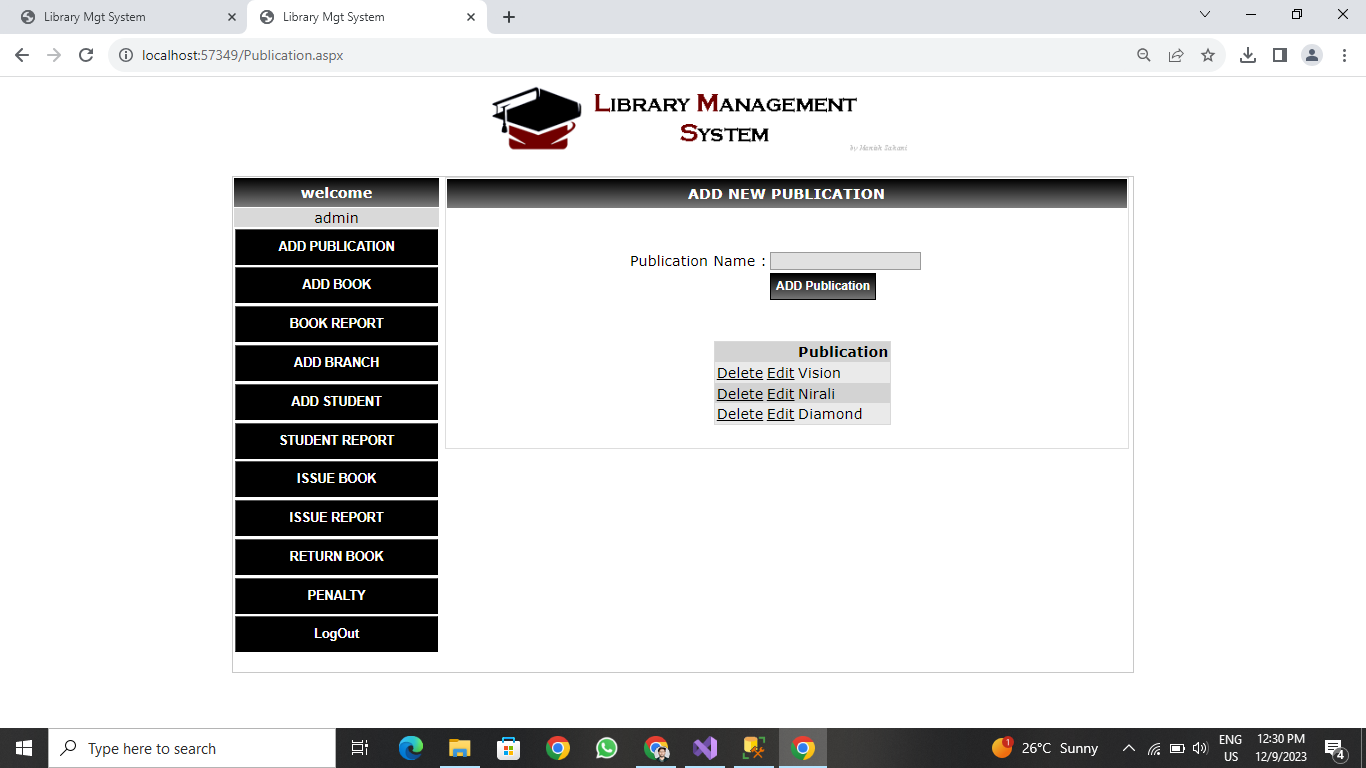 Library Mgt System
Library Mgt System
localhost:57349/Publication.aspx
LIBRARY MANAGEMENT
SYSTEM
welcome
admin
ADD PUBLICATION
ADD BOOK
BOOK REPORT
ADD BRANCH
ADD STUDENT
STUDENT REPORT
ISSUE BOOK
ISSUE REPORT
RETURN BOOK
PENALTY
LogOut
ADD NEW PUBLICATION
Publication Name :
ADD Publication
Publication
Delete Edit Vision
Delete Edit Nirali
Delete Edit Diamond
Type here to search
1
26°C Sunny
ENG
US
12:30 PM
12/9/2023
4